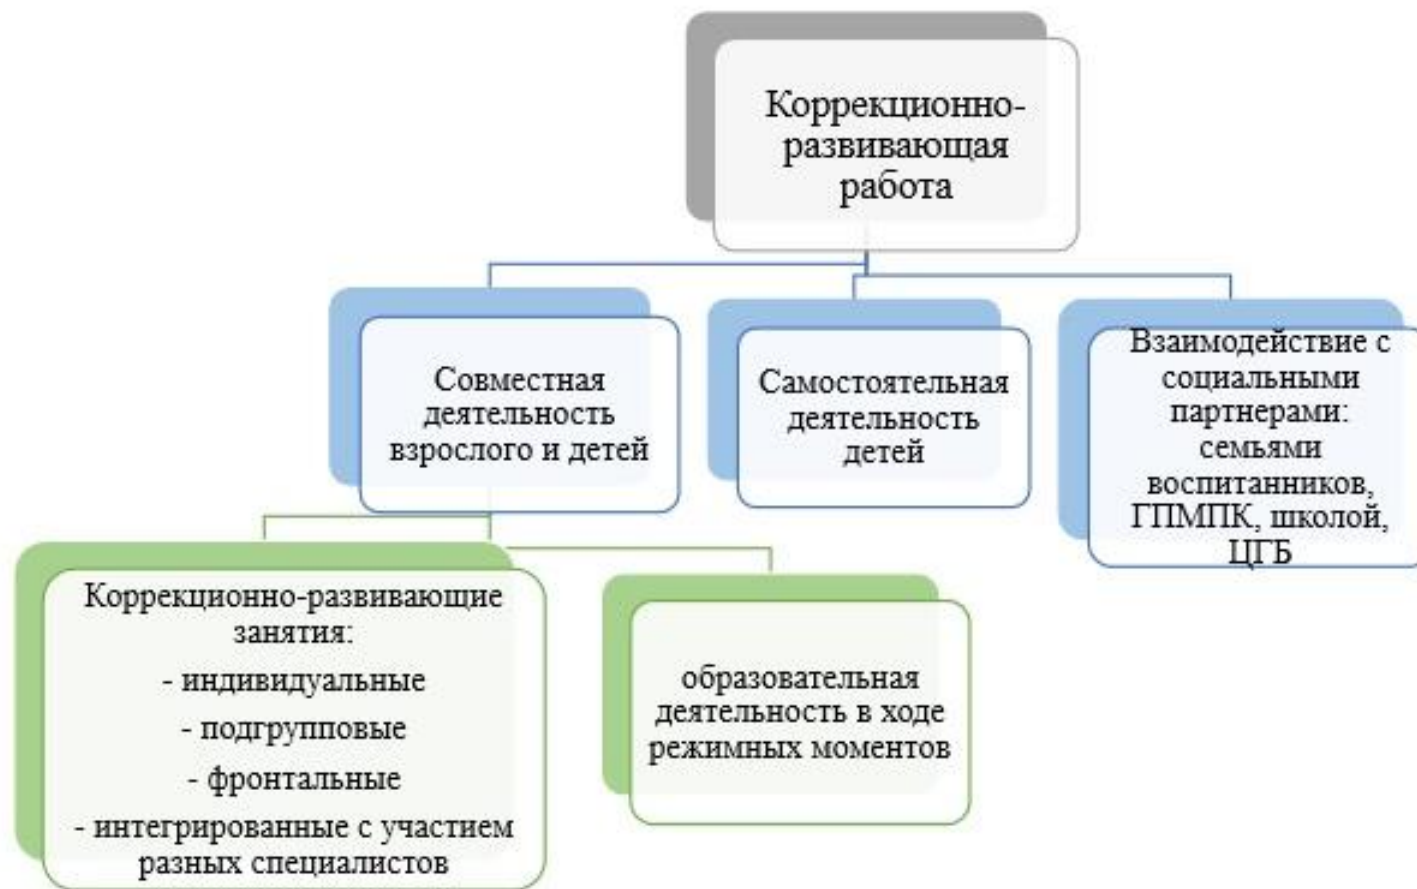 Коррекционно-
развивающая
работа
Совместная
деятельность
взрослого и детей
Самостоятельная
деятельность
детей
Взаимодействие с
социальными
партнерами:
семьями
воспитанников,
ГПМПК, школой,
ЦГБ
Коррекционно-развивающие
занятия:
- индивидуальные
- подгрупповые
- фронтальные
- интегрированные с участием
разных специалистов
образовательная
деятельность в ходе
режимных моментов